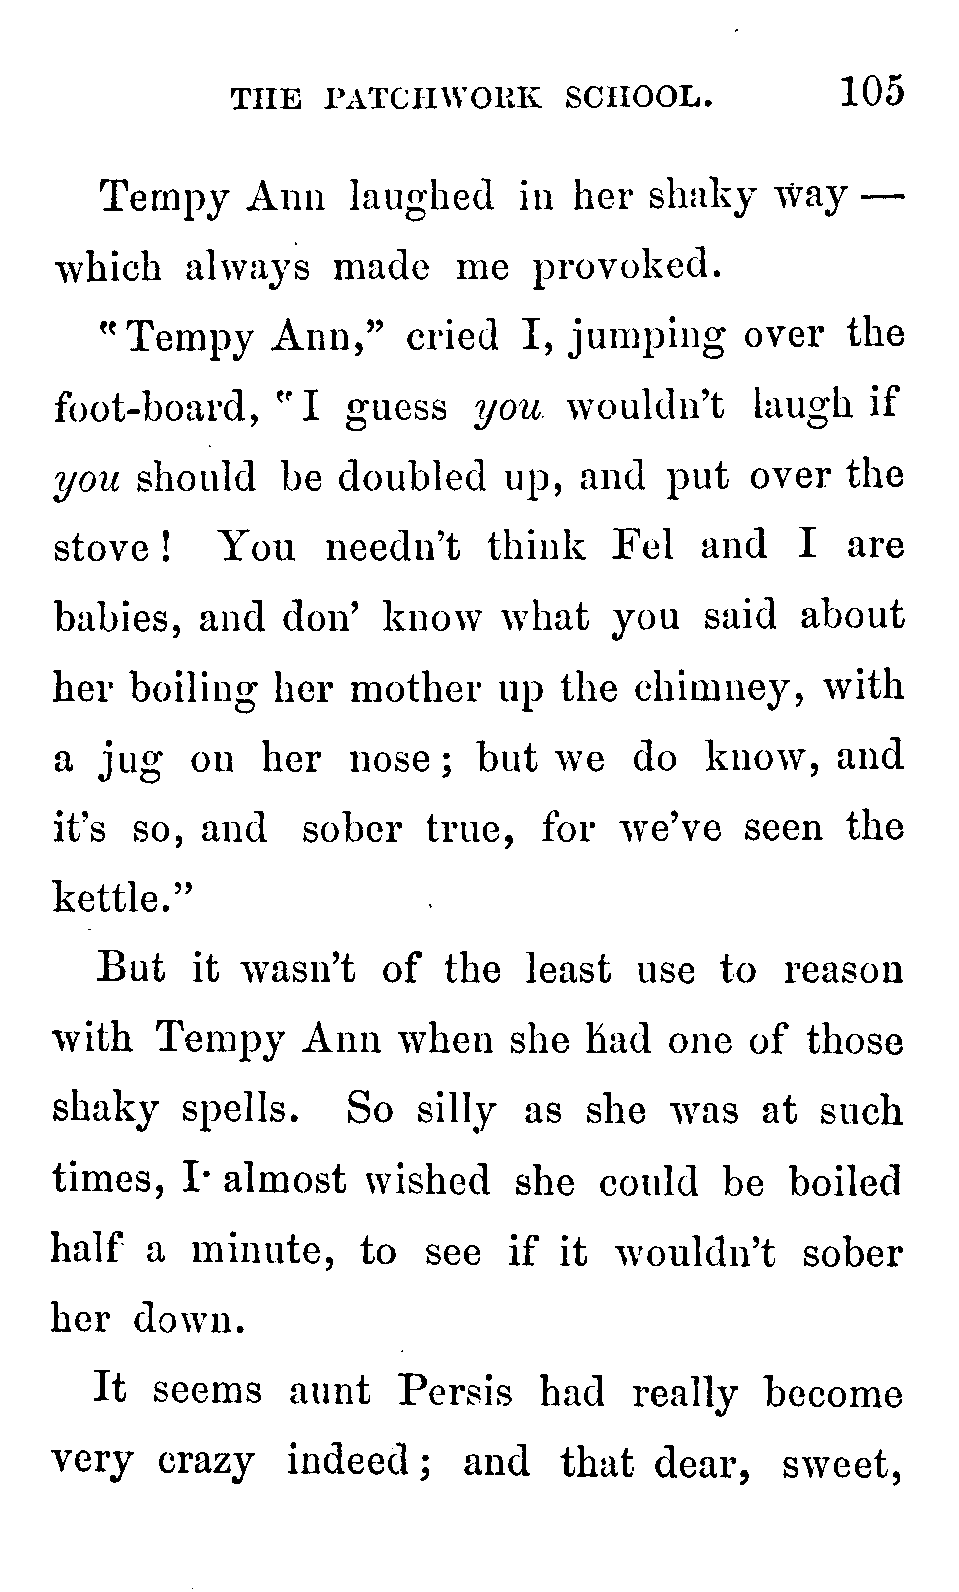 THE PATCHWORK SCHOOL. 105
Tempy Ann laughed in her shaky way —
which always made me provoked.
"Tempy Ann," cried I, jumping over the
foot-board, "I guess you wouldn't laugh if
you should be doubled up, and put over the
stove! You needn't think Fel and I are
babies, and don' know what you said about
her boiling her mother up the chimney, with
a jug on her nose; but we do know, and
it's so, and sober true, for we've seen the
kettle."
But it wasn't of the least use to reason
with Tempy Ann when she had one of those
shaky spells. So silly as she was at such
times, I almost wished she could be boiled
half a minute, to see if it wouldn't sober
her down.
It seems aunt Persis had really become
very crazy indeed; and that dear, sweet,